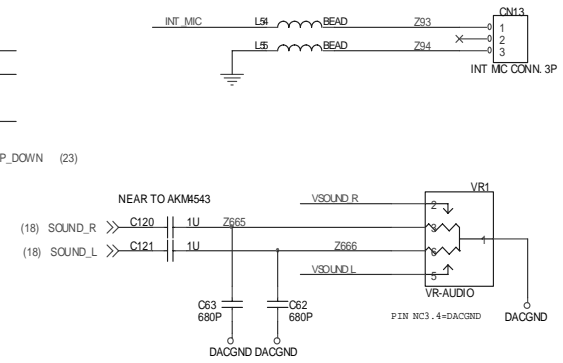 CN13
INT_MIC L54 BEAD Z93 1
2
L55 BEAD Z94 3
INT MIC CONN. 3P
P_DOWN (23)
NEAR TO AKM4543
VSOUND R
VR1
2
(18) SOUND_R C120 1U Z665
1
(18) SOUND_L C121 1U Z666 6
VSOUND L
5
VR-AUDIO
C63
680P
C62
680P
PIN NC3.4=DACGND
DACGND
DACGND DACGND